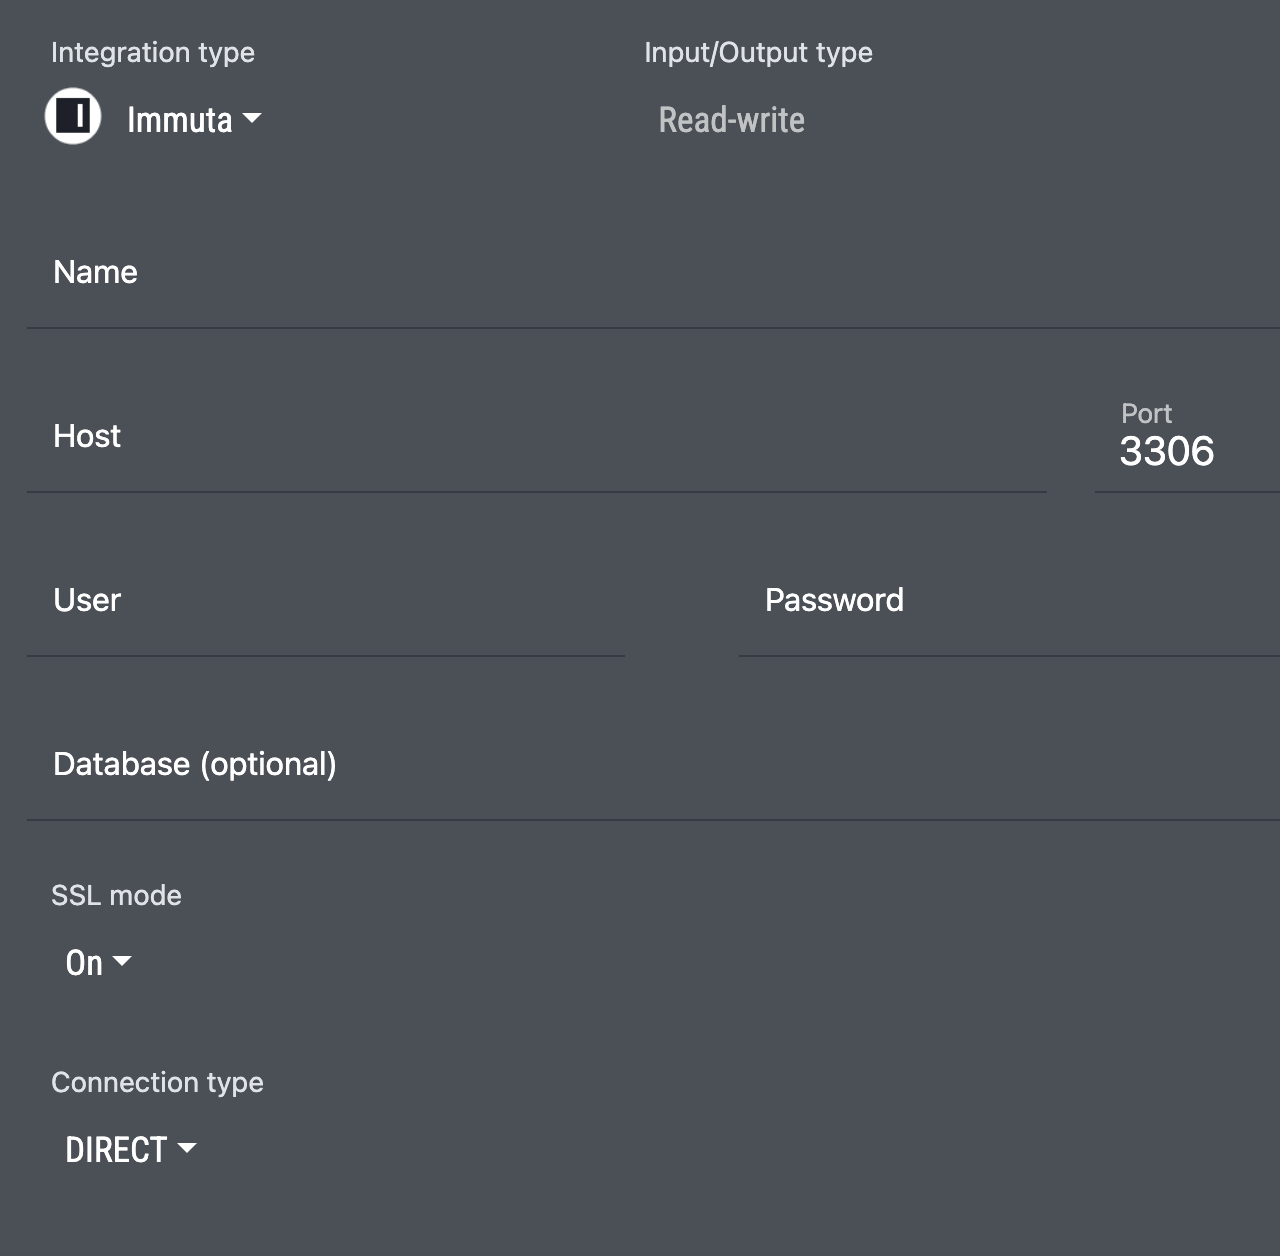 Integration type
Input/Output type
Immuta
Read-write
Name
Host
Port
3306
User
Password
Database (optional)
SSL mode
On
Connection type
DIRECT